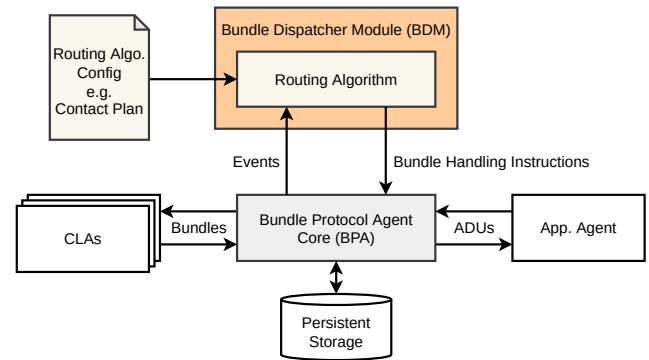 Bundle Dispatcher Module (BDM)
Routing Algo.
Config
e.g.
Contact Plan
Routing Algorithm
Events
Bundle Handling Instructions
CLAs
Bundles
Bundle Protocol Agent
Core (BPA)
ADUs
App. Agent
Persistent
Storage